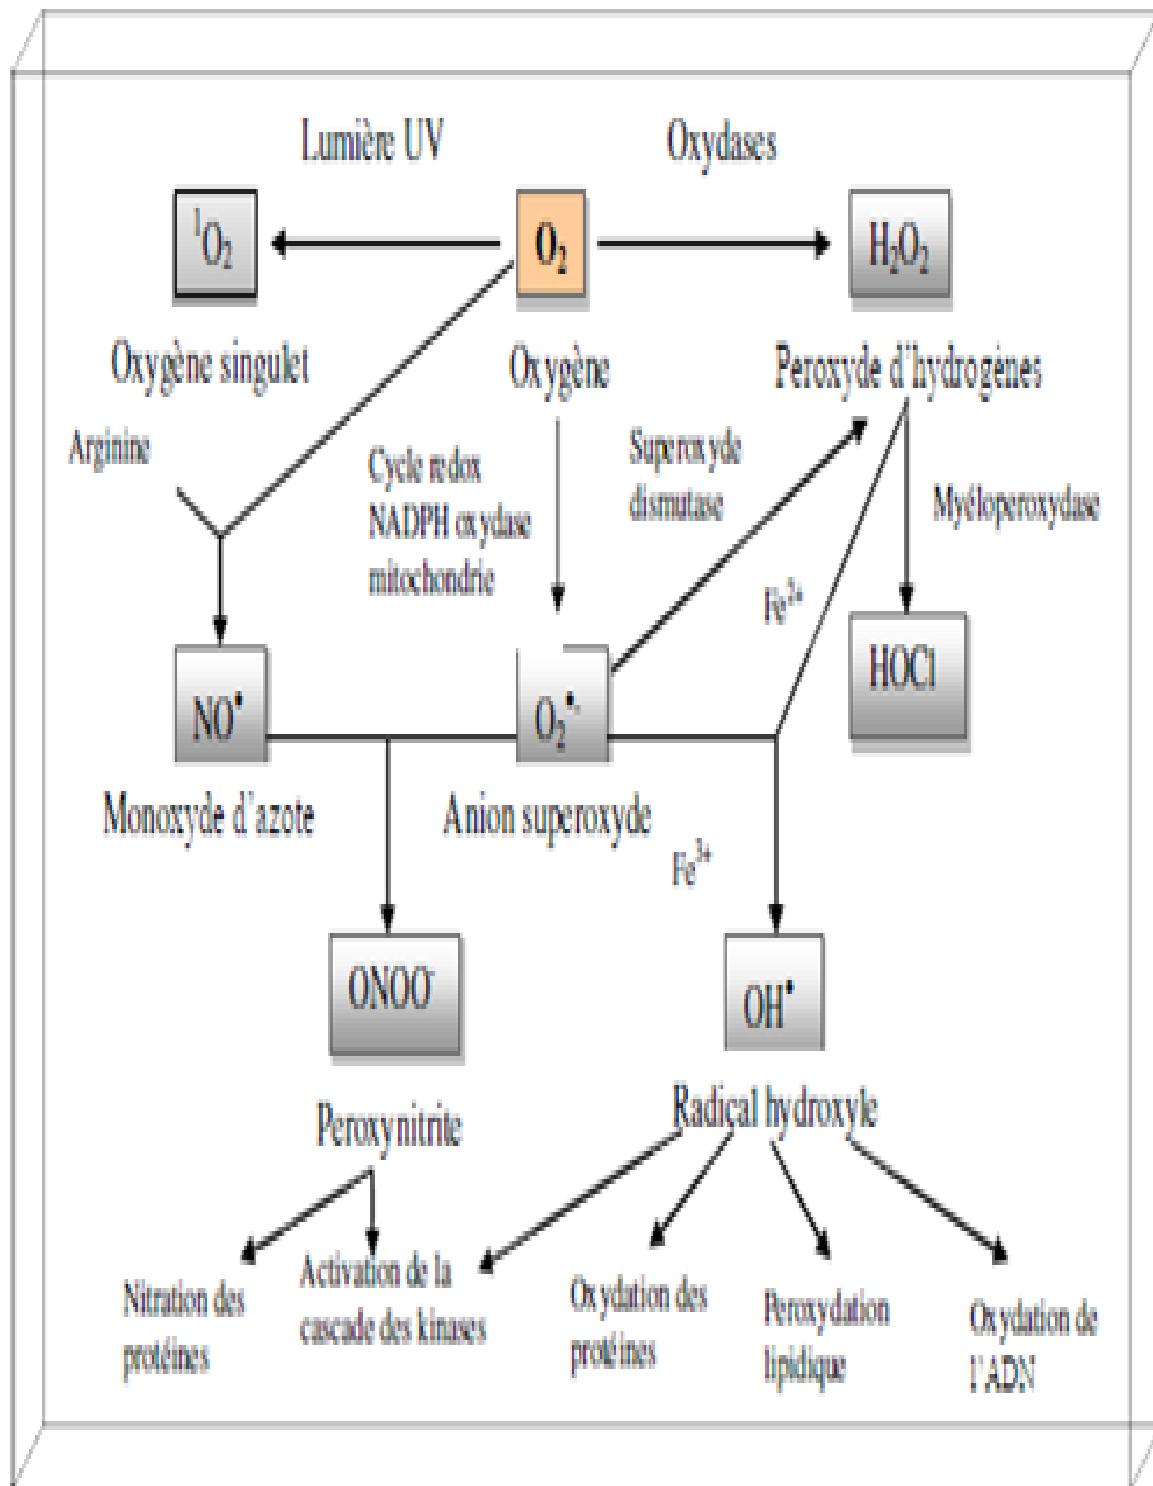 Lumière UV
Oxydases
¹O₂
O₂
H₂O₂
Oxygène singulet
Oxygène
Peroxyde d'hydrogènes
Arginine
Cycle redox
NADPH oxydase
mitochondrie
Superoxyde
dismutase
Myéloperoxydase
Fe²⁺
NO•
O₂•-
HOCl
Monoxyde d'azote
Anion superoxyde
Fe³⁺
ONOO⁻
OH•
Peroxynitrite
Radical hydroxyle
Nitration des
protéines
Activation de la
cascade des kinases
Oxydation des
protéines
Peroxydation
lipidique
Oxydation de
l'ADN